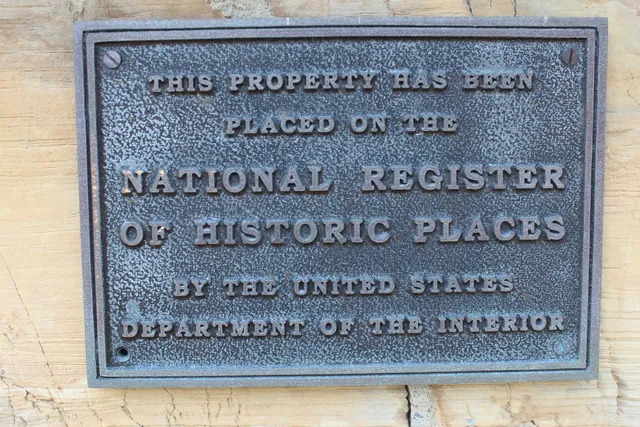 THIS PROPERTY HAS BEEN
PLACED ON THE
NATIONAL REGISTER
OF HISTORIC PLACES
BY THE UNITED STATES
DEPARTMENT OF THE INTERIOR